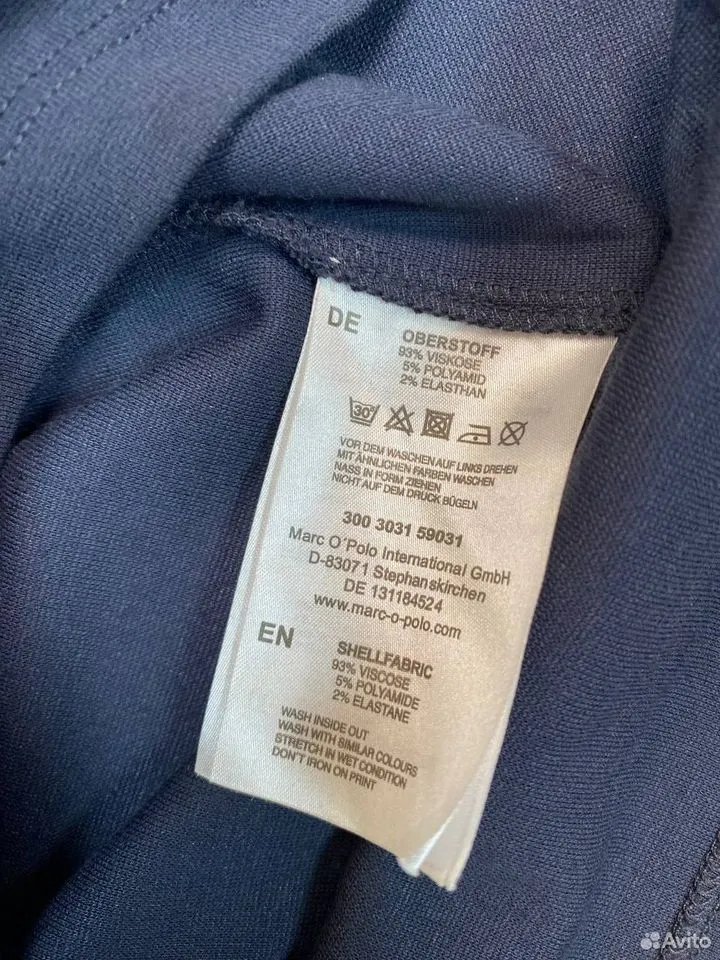 DE
OBERSTOFF
93% VISKOSE
5% POLYAMID
2% ELASTHAN
30°
VOR DEM WASCHEN AUF LINKS DREHEN
MIT ÄHNLICHEN FARBEN WASCHEN
NASS IN FORM ZIEHEN
NICHT AUF DEM DRUCK BÜGELN
300 3031 59031
Marc O´Polo International GmbH
D-83071 Stephanskirchen
DE 131184524
www.marc-o-polo.com
EN
SHELLFABRIC
93% VISCOSE
5% POLYAMIDE
2% ELASTANE
WASH INSIDE OUT
WASH WITH SIMILAR COLOURS
STRETCH IN WET CONDITION
DON´T IRON ON PRINT
Avito